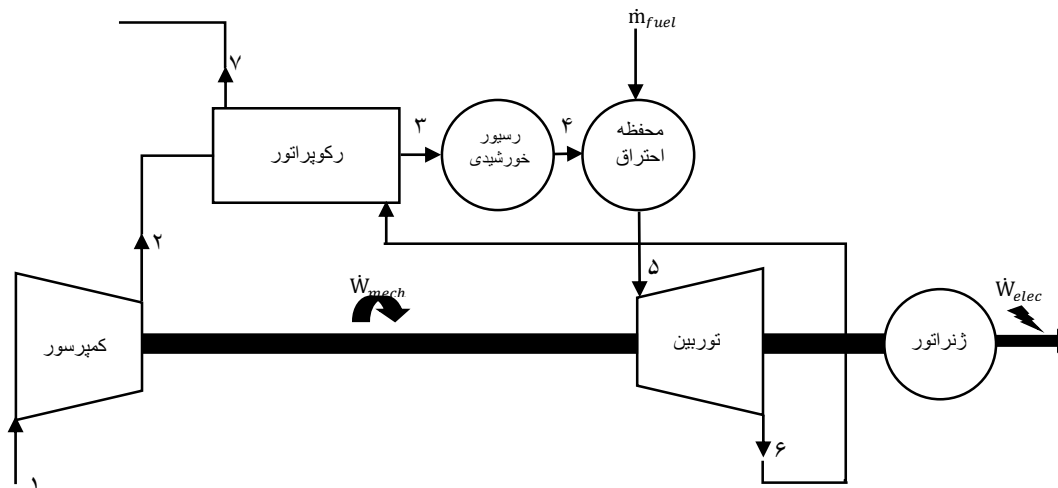 ṁ_fuel
۷
رکوپراتور
۳
رسیور
خورشیدی
۴
محفظه
احتراق
۲
۵
Ẇ_mech
Ẇ_elec
کمپرسور
توربین
ژنراتور
۶
۱